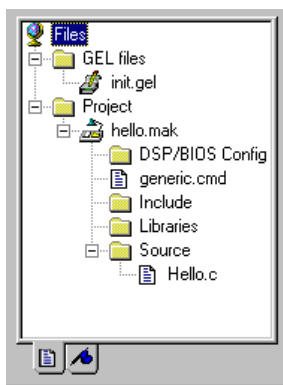 Files
GEL files
init.gel
Project
hello.mak
DSP/BIOS Config
generic.cmd
Include
Libraries
Source
Hello.c